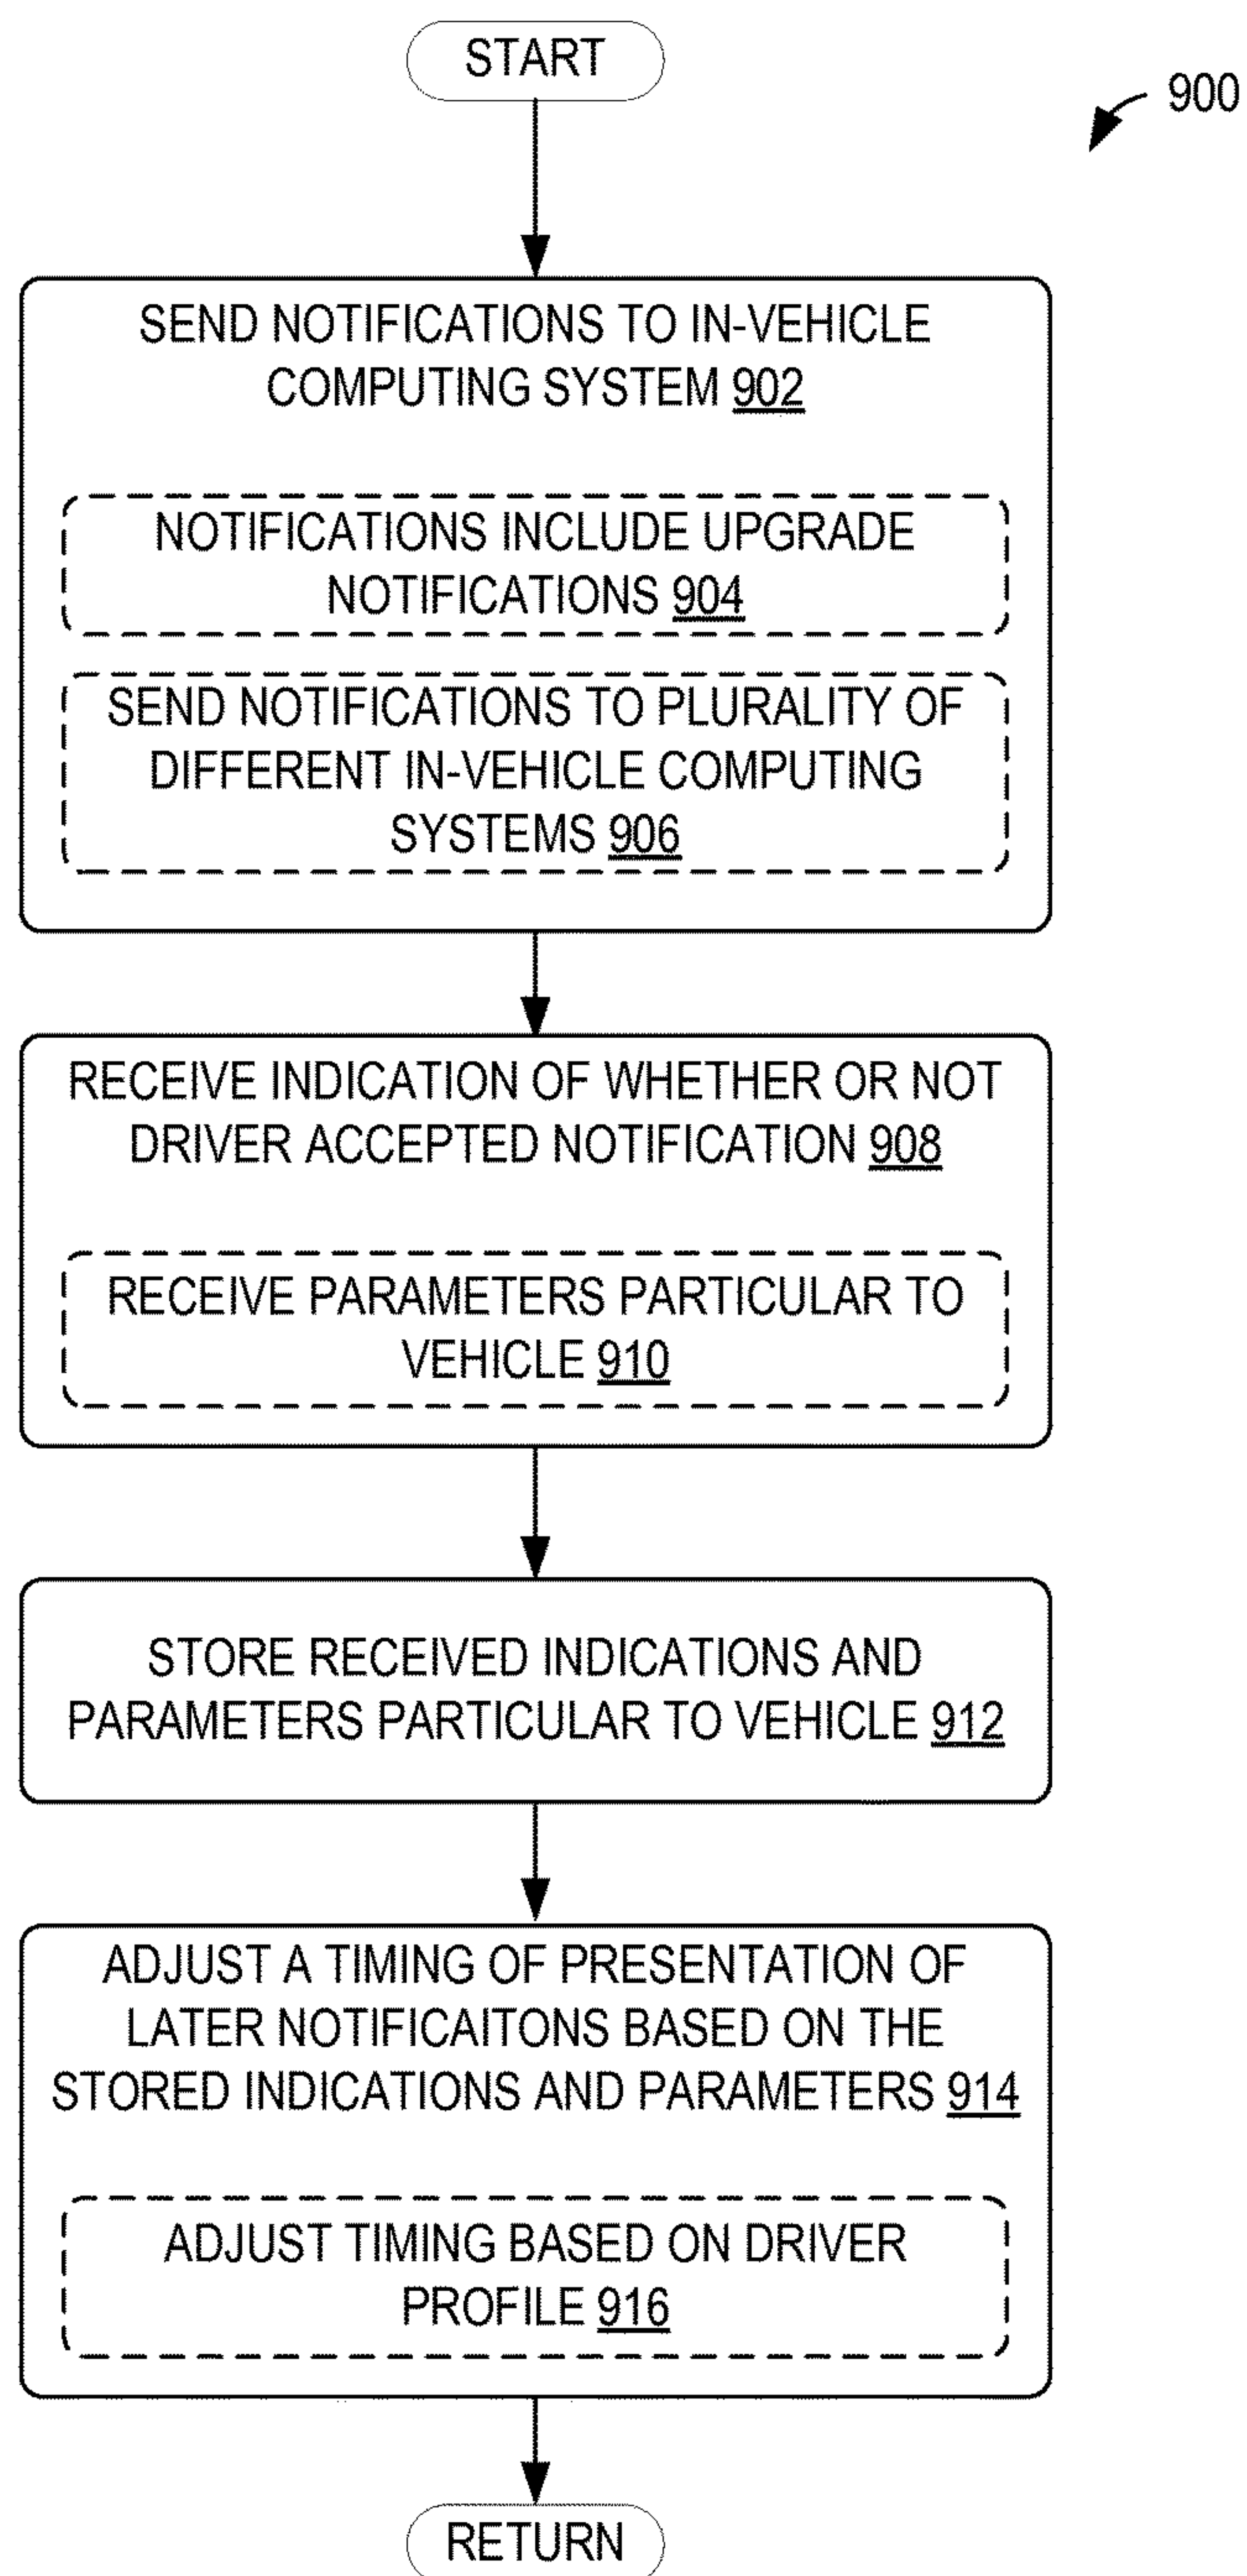 START
900
SEND NOTIFICATIONS TO IN-VEHICLE
COMPUTING SYSTEM 902
NOTIFICATIONS INCLUDE UPGRADE
NOTIFICATIONS 904
SEND NOTIFICATIONS TO PLURALITY OF
DIFFERENT IN-VEHICLE COMPUTING
SYSTEMS 906
RECEIVE INDICATION OF WHETHER OR NOT
DRIVER ACCEPTED NOTIFICATION 908
RECEIVE PARAMETERS PARTICULAR TO
VEHICLE 910
STORE RECEIVED INDICATIONS AND
PARAMETERS PARTICULAR TO VEHICLE 912
ADJUST A TIMING OF PRESENTATION OF
LATER NOTIFICAITONS BASED ON THE
STORED INDICATIONS AND PARAMETERS 914
ADJUST TIMING BASED ON DRIVER
PROFILE 916
RETURN